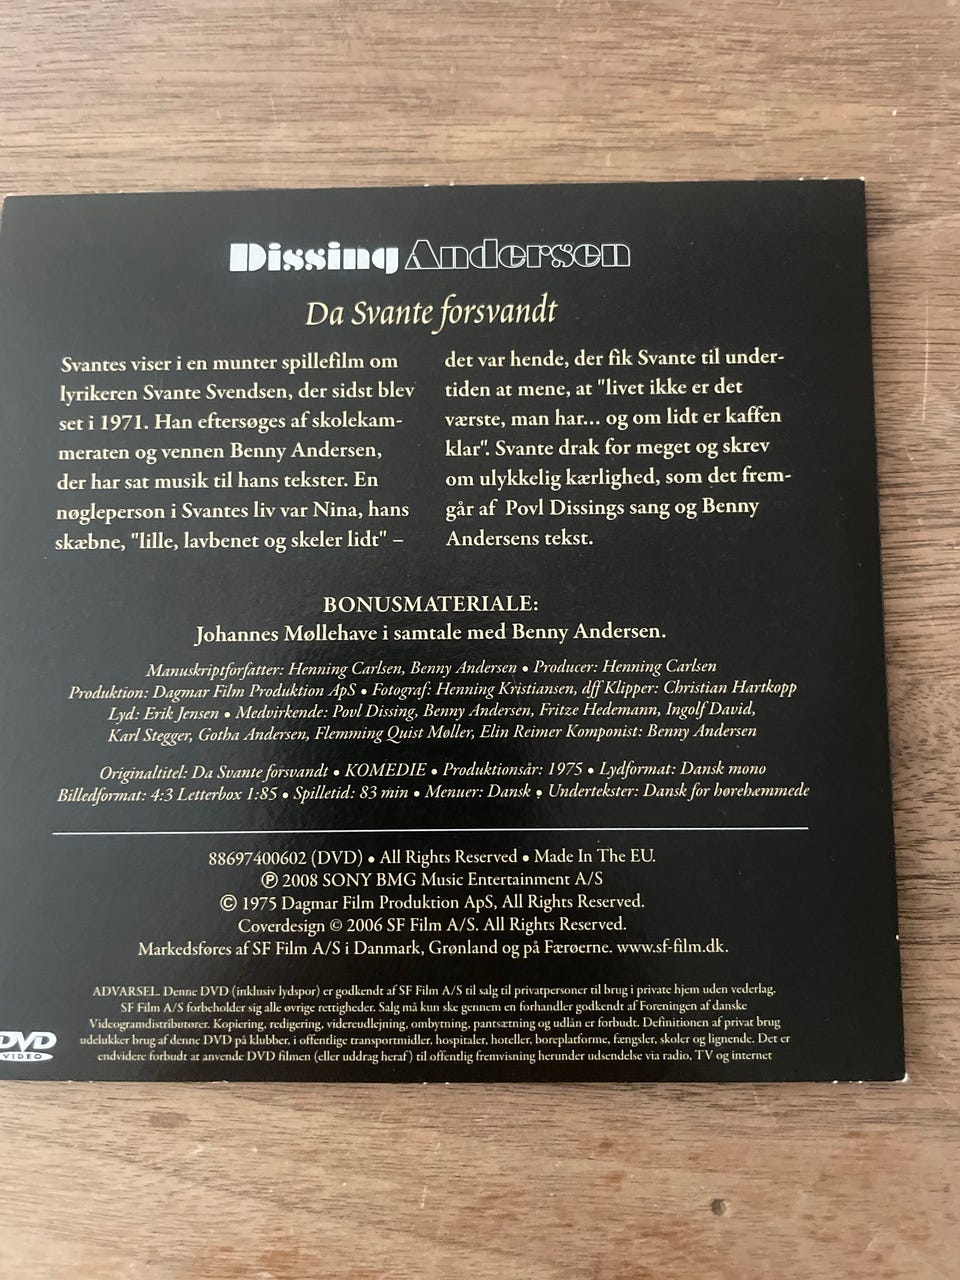 Dissing Andersen
Da Svante forsvandt
Svantes viser i en munter spillefilm om
lyrikeren Svante Svendsen, der sidst blev
set i 1971. Han eftersøges af skolekam-
meraten og vennen Benny Andersen,
der har sat musik til hans tekster. En
nøgleperson i Svantes liv var Nina, hans
skæbne, "lille, lavbenet og skeler lidt" –
det var hende, der fik Svante til under-
tiden at mene, at "livet ikke er det
værste, man har... og om lidt er kaffen
klar". Svante drak for meget og skrev
om ulykkelig kærlighed, som det frem-
går af Povl Dissings sang og Benny
Andersens tekst.
BONUSMATERIALE:
Johannes Møllehave i samtale med Benny Andersen.
Manuskriptforfatter: Henning Carlsen, Benny Andersen • Producer: Henning Carlsen
Produktion: Dagmar Film Produktion ApS • Fotograf: Henning Kristiansen, dff Klipper: Christian Hartkopp
Lyd: Erik Jensen • Medvirkende: Povl Dissing, Benny Andersen, Fritze Hedemann, Ingolf David,
Karl Stegger, Gotha Andersen, Flemming Quist Møller, Elin Reimer Komponist: Benny Andersen
Originaltitel: Da Svante forsvandt • KOMEDIE • Produktionsår: 1975 • Lydformat: Dansk mono
Billedformat: 4:3 Letterbox 1:85 • Spilletid: 83 min • Menuer: Dansk • Undertekster: Dansk for hørehæmmede
88697400602 (DVD) • All Rights Reserved • Made In The EU.
℗ 2008 SONY BMG Music Entertainment A/S
© 1975 Dagmar Film Produktion ApS, All Rights Reserved.
Coverdesign © 2006 SF Film A/S. All Rights Reserved.
Markedsføres af SF Film A/S i Danmark, Grønland og på Færøerne. www.sf-film.dk.
ADVARSEL. Denne DVD (inklusiv lydspor) er godkendt af SF Film A/S til salg til privatpersoner til brug i private hjem uden vederlag.
SF Film A/S forbeholder sig alle øvrige rettigheder. Salg må kun ske gennem en forhandler godkendt af Foreningen af danske
Videogramdistributører. Kopiering, redigering, videreudlejning, ombytning, pantsætning og udlån er forbudt. Definitionen af privat brug
udelukker brug af denne DVD på klubber, i offentlige transportmidler, hospitaler, hoteller, boreplatforme, fængsler, skoler og lignende. Det er
endvidere forbudt at anvende DVD filmen (eller uddrag heraf) til offentlig fremvisning herunder udsendelse via radio, TV og internet
DVD
VIDEO